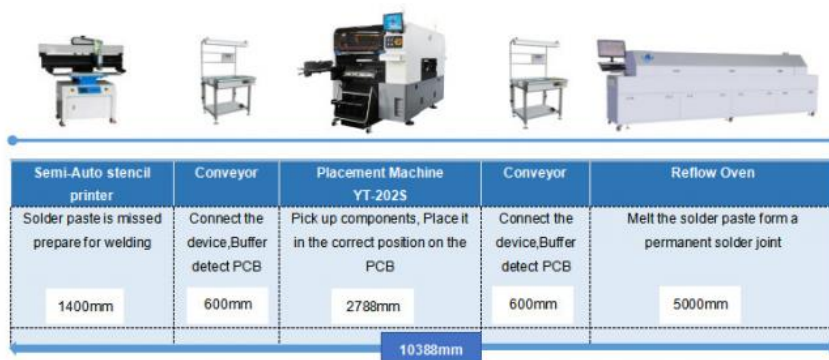 Semi-Auto stencil
printer
Conveyor
Placement Machine
YT-202S
Conveyor
Reflow Oven
Solder paste is missed
prepare for welding
Connect the
device,Buffer
detect PCB
Pick up components, Place it
in the correct position on the
PCB
Connect the
device,Buffer
detect PCB
Melt the solder paste form a
permanent solder joint
1400mm
600mm
2788mm
600mm
5000mm
10388mm